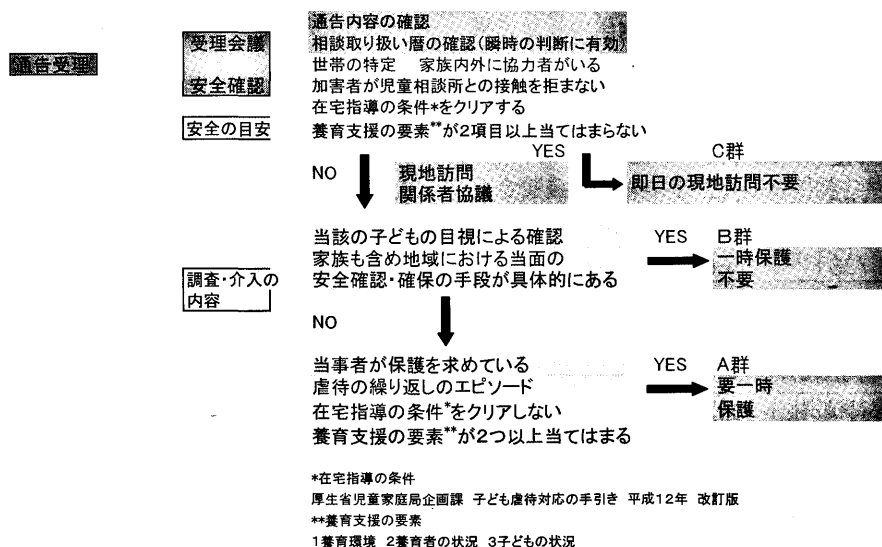 通告受理
受理会議
安全確認
安全の目安
通告内容の確認
相談取り扱い暦の確認(瞬時の判断に有効)
世帯の特定 家族内外に協力者がいる
加害者が児童相談所との接触を拒まない
在宅指導の条件*をクリアする
養育支援の要素**が2項目以上当てはまらない
YES
C群
NO
現地訪問
関係者協議
即日の現地訪問不要
調査・介入の
内容
当該の子どもの目視による確認
家族も含め地域における当面の
安全確認・確保の手段が具体的にある
YES
B群
一時保護
不要
NO
当事者が保護を求めている
虐待の繰り返しのエピソード
在宅指導の条件*をクリアしない
養育支援の要素**が2つ以上当てはまる
YES
A群
要一時
保護
*在宅指導の条件
厚生省児童家庭局企画課 子ども虐待対応の手引き 平成12年 改訂版
**養育支援の要素
1養育環境 2養育者の状況 3子どもの状況